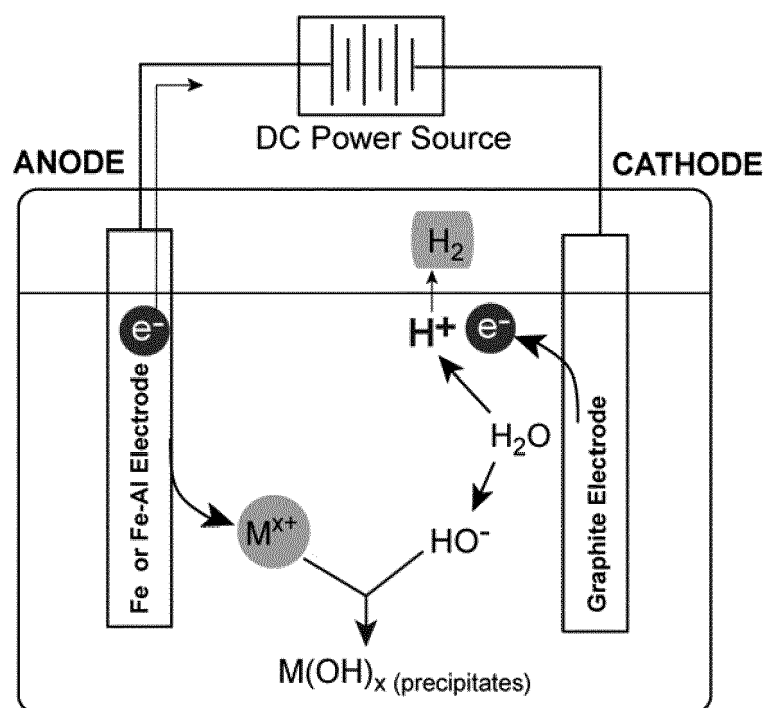 DC Power Source
ANODE
CATHODE
H₂
e⁻
H⁺
e⁻
Fe or Fe-Al Electrode
H₂O
Graphite Electrode
Mˣ⁺
HO⁻
M(OH)ₓ (precipitates)